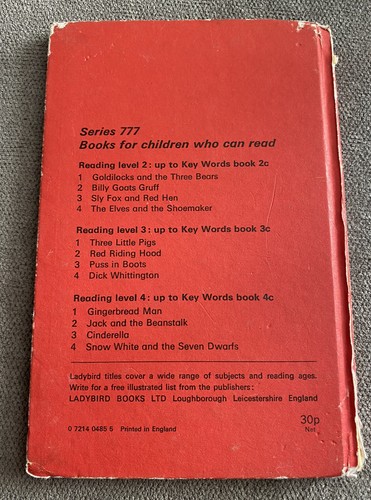 Series 777
Books for children who can read
Reading level 2: up to Key Words book 2c
1 Goldilocks and the Three Bears
2 Billy Goats Gruff
3 Sly Fox and Red Hen
4 The Elves and the Shoemaker
Reading level 3: up to Key Words book 3c
1 Three Little Pigs
2 Red Riding Hood
3 Puss in Boots
4 Dick Whittington
Reading level 4: up to Key Words book 4c
1 Gingerbread Man
2 Jack and the Beanstalk
3 Cinderella
4 Snow White and the Seven Dwarfs
Ladybird titles cover a wide range of subjects and reading ages.
Write for a free illustrated list from the publishers:
LADYBIRD BOOKS LTD Loughborough Leicestershire England
30p
Net
0 7214 0485 6 Printed in England